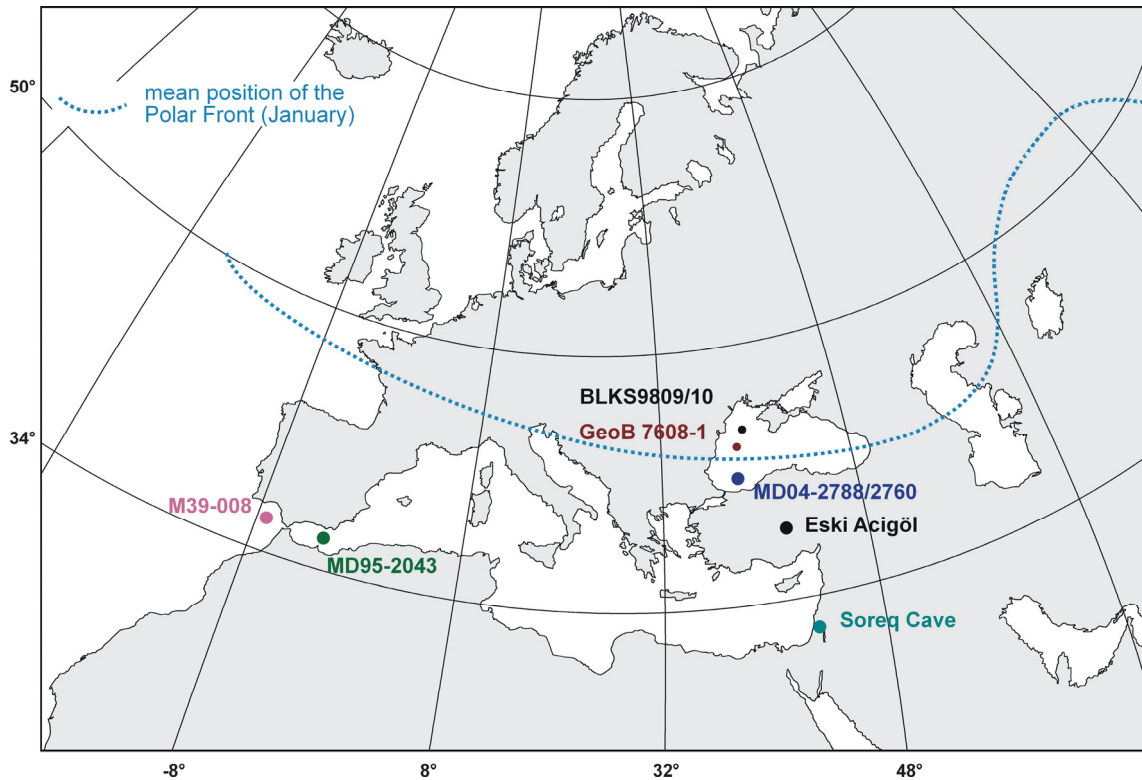 50°
mean position of the
Polar Front (January)
BLKS9809/10
GeoB 7608-1
34°
MD04-2788/2760
M39-008
Eski Acigöl
MD95-2043
Soreq Cave
-8°
8°
32°
48°